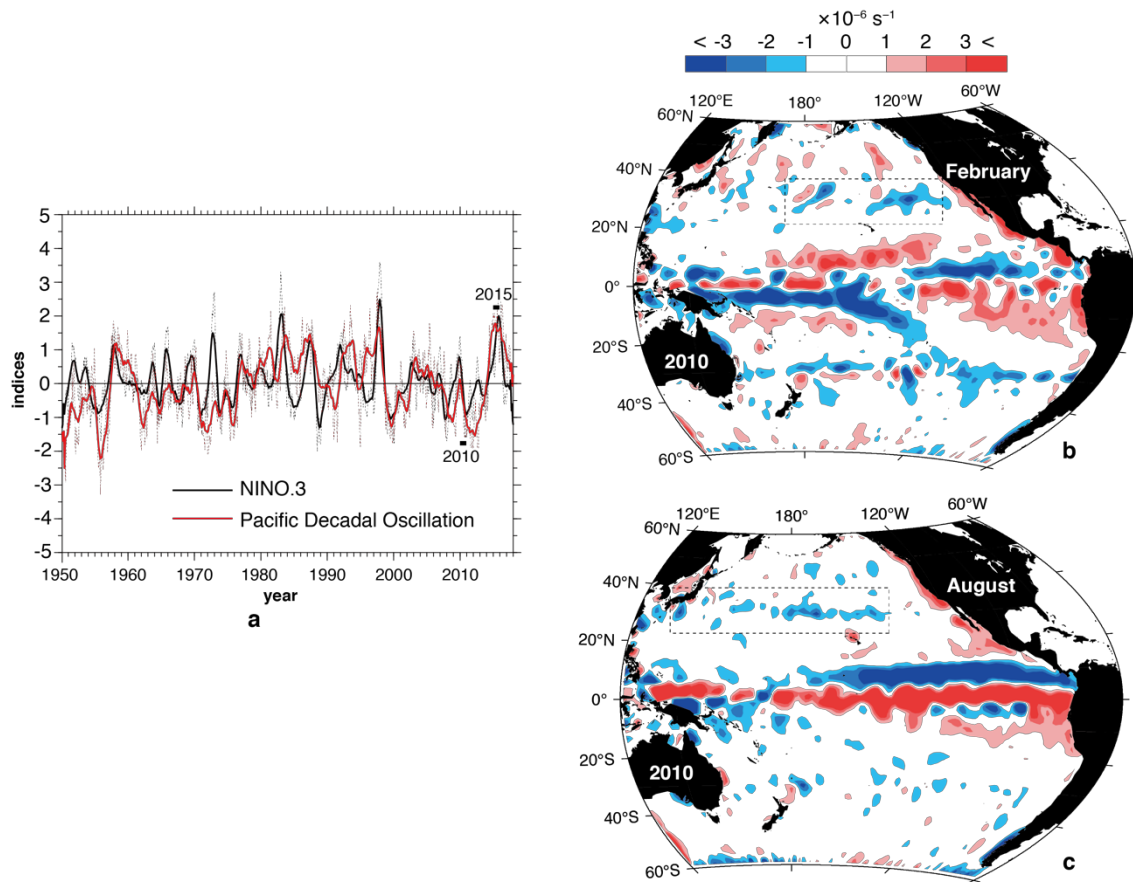 5
4
3
2
1
0
-1
-2
-3
-4
-5
indices
2015
2010
NINO.3
Pacific Decadal Oscillation
1950 1960 1970 1980 1990 2000 2010
year
a
×10⁻⁶ s⁻¹
< -3 -2 -1 0 1 2 3 <
120°E 180° 120°W 60°W
60°N
40°N
20°N
0°
20°S
40°S
60°S
February
2010
b
120°E 180° 120°W 60°W
60°N
40°N
20°N
0°
20°S
40°S
60°S
August
2010
c